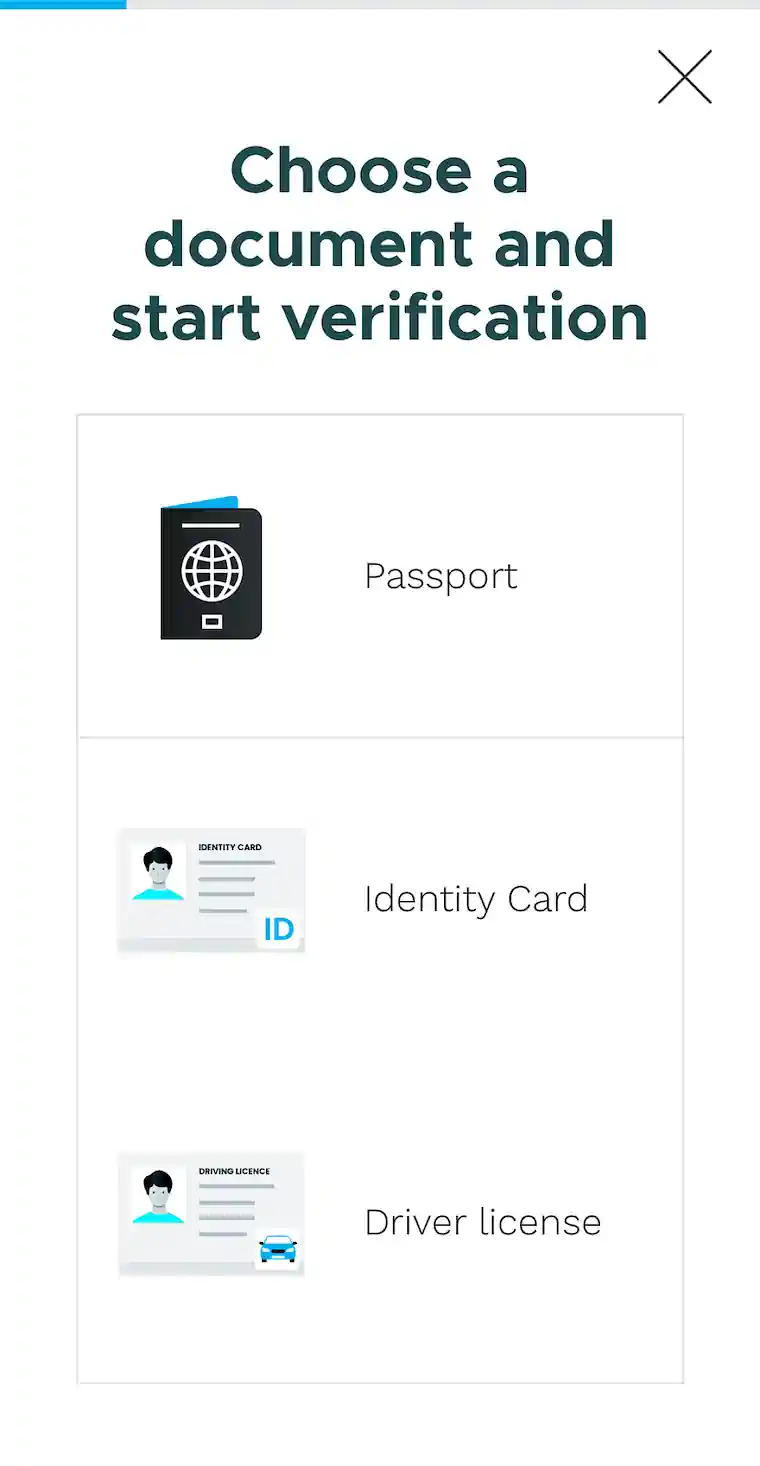 Choose a
document and
start verification
Passport
IDENTITY CARD
ID
Identity Card
DRIVING LICENCE
Driver license